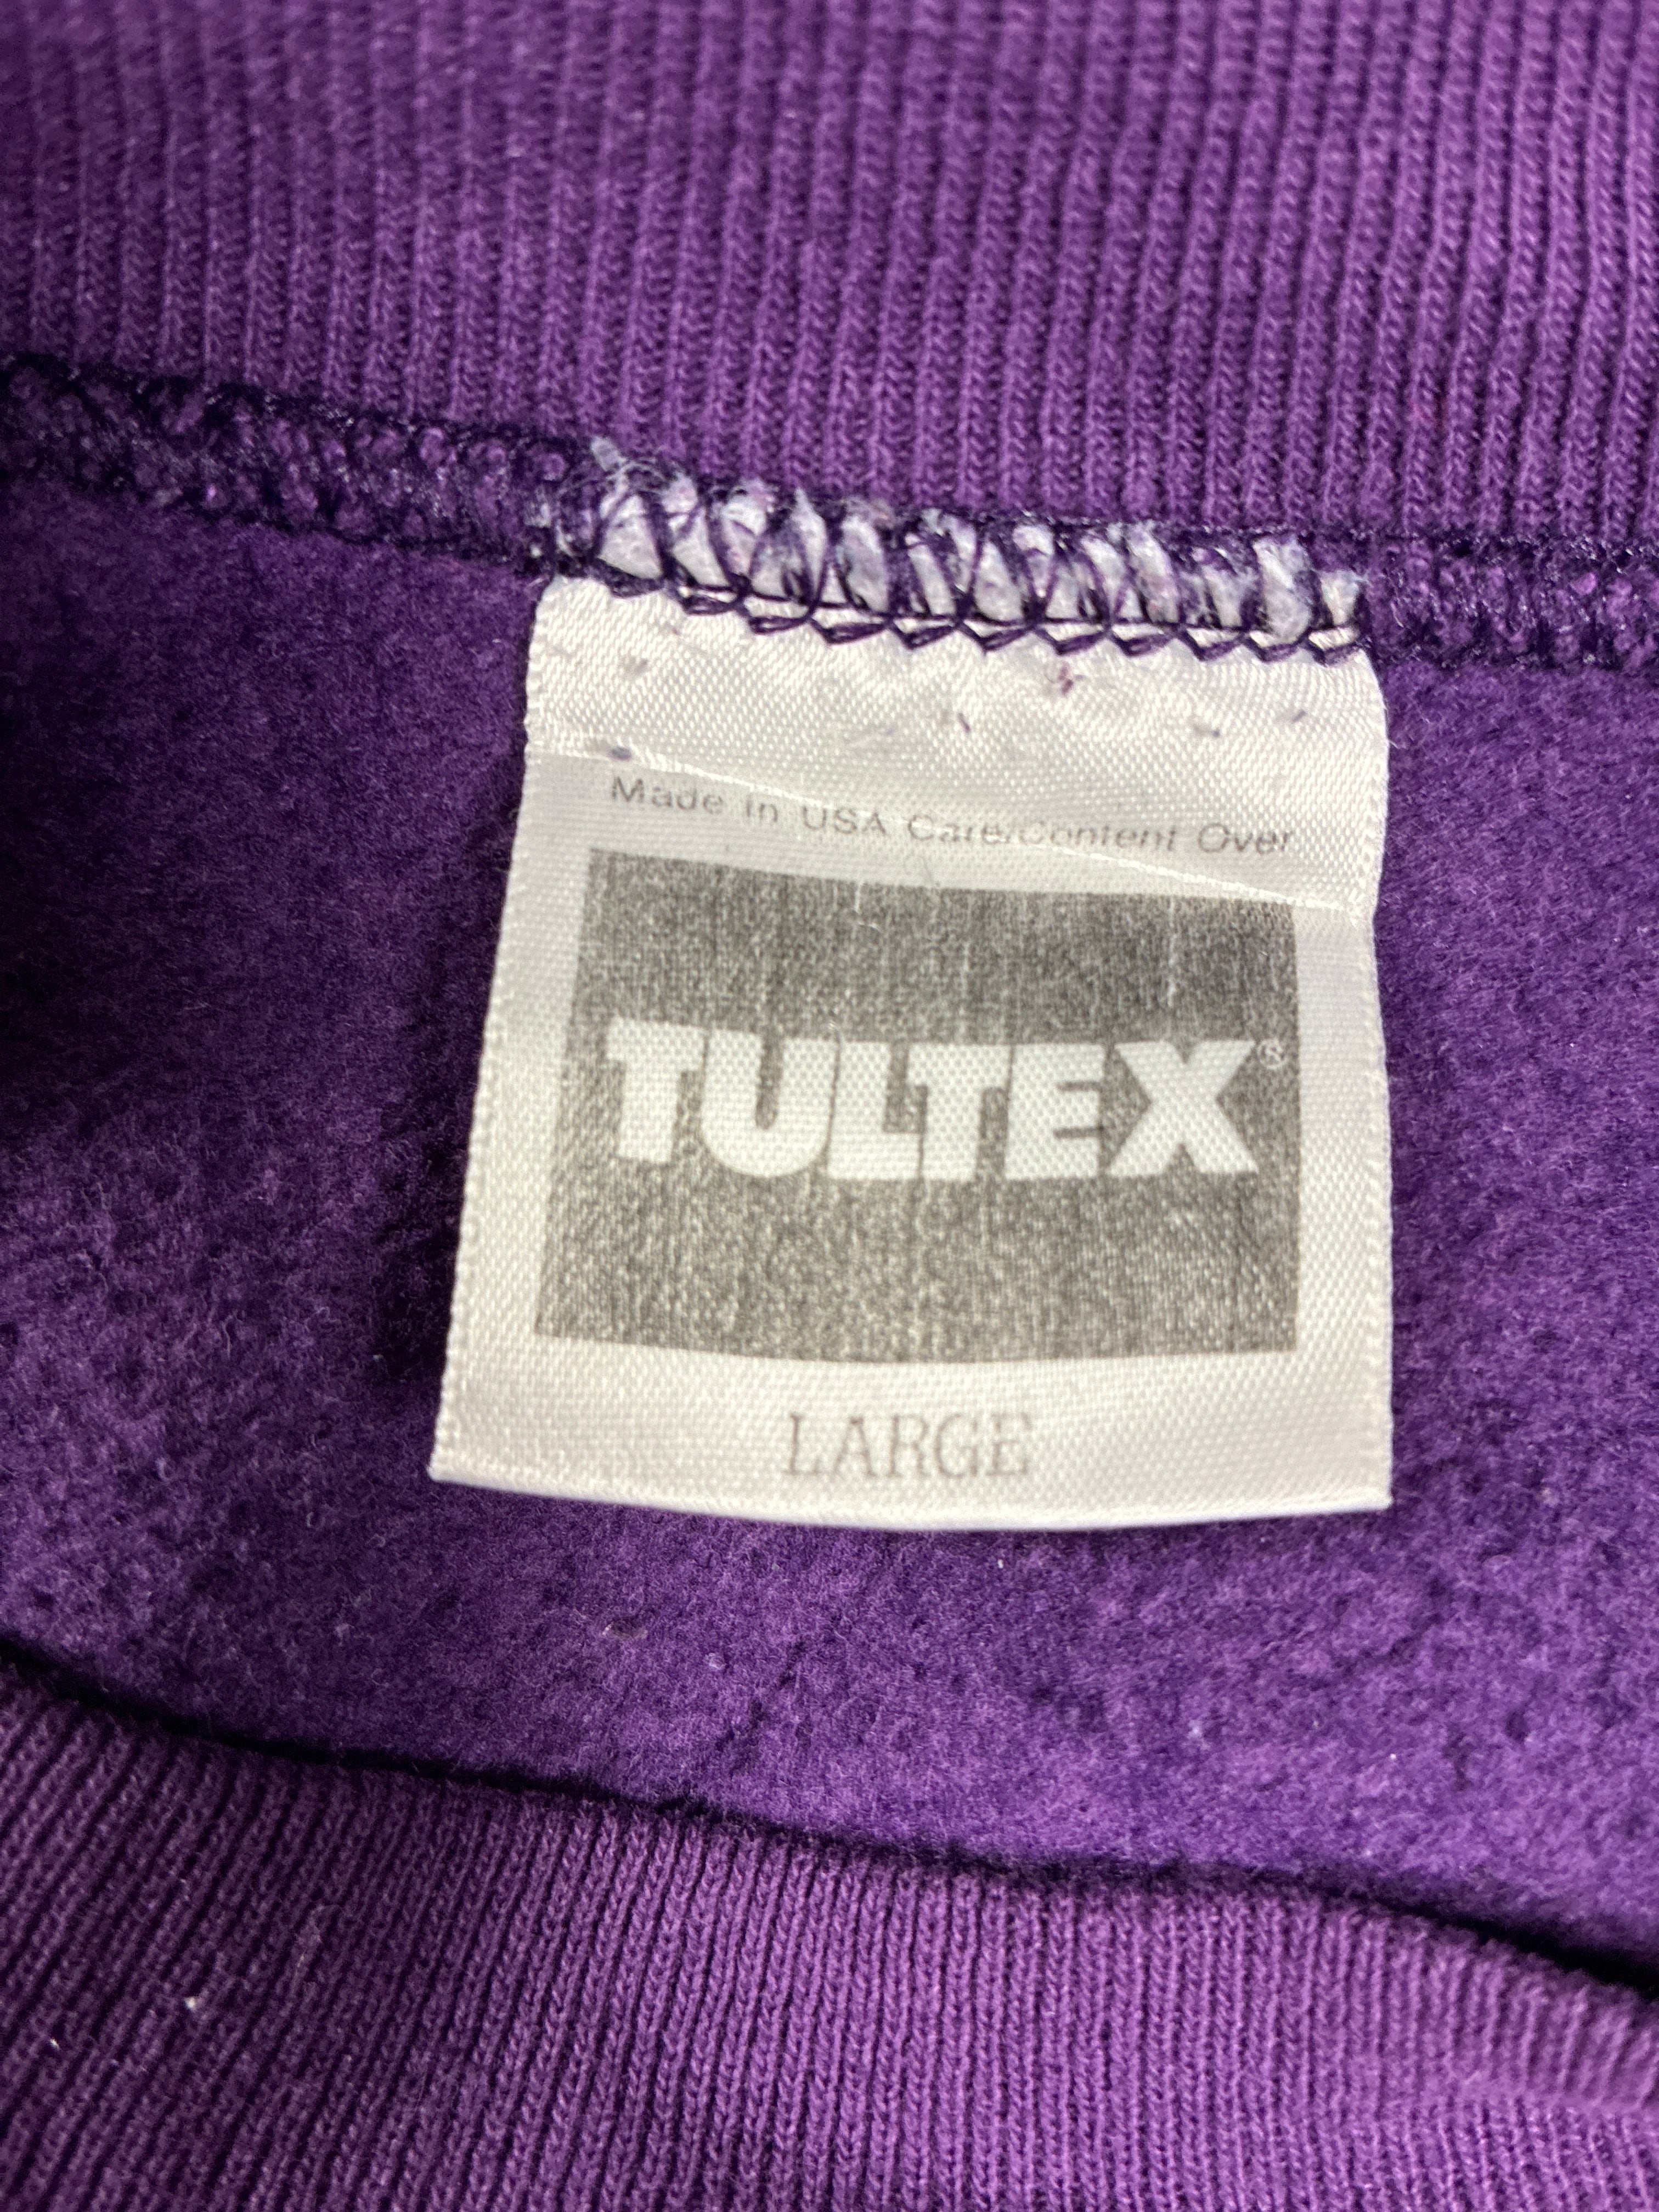 Made in USA Care/Content Over
TULTEX®
LARGE